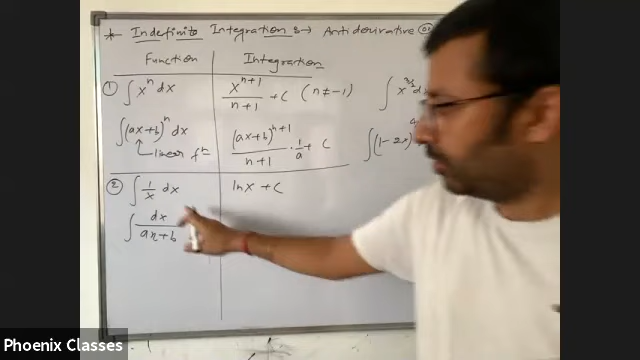 * Indefinite Integration :→ Antiderivative
Function Integration
① ∫ xⁿ dx x^(n+1)/(n+1) + C (n ≠ -1)
∫ (ax+b)ⁿ dx (ax+b)^(n+1)/(n+1) · 1/a + C
linear fⁿ
② ∫ 1/x dx ln x + C
∫ dx/(ax+b)
Phoenix Classes